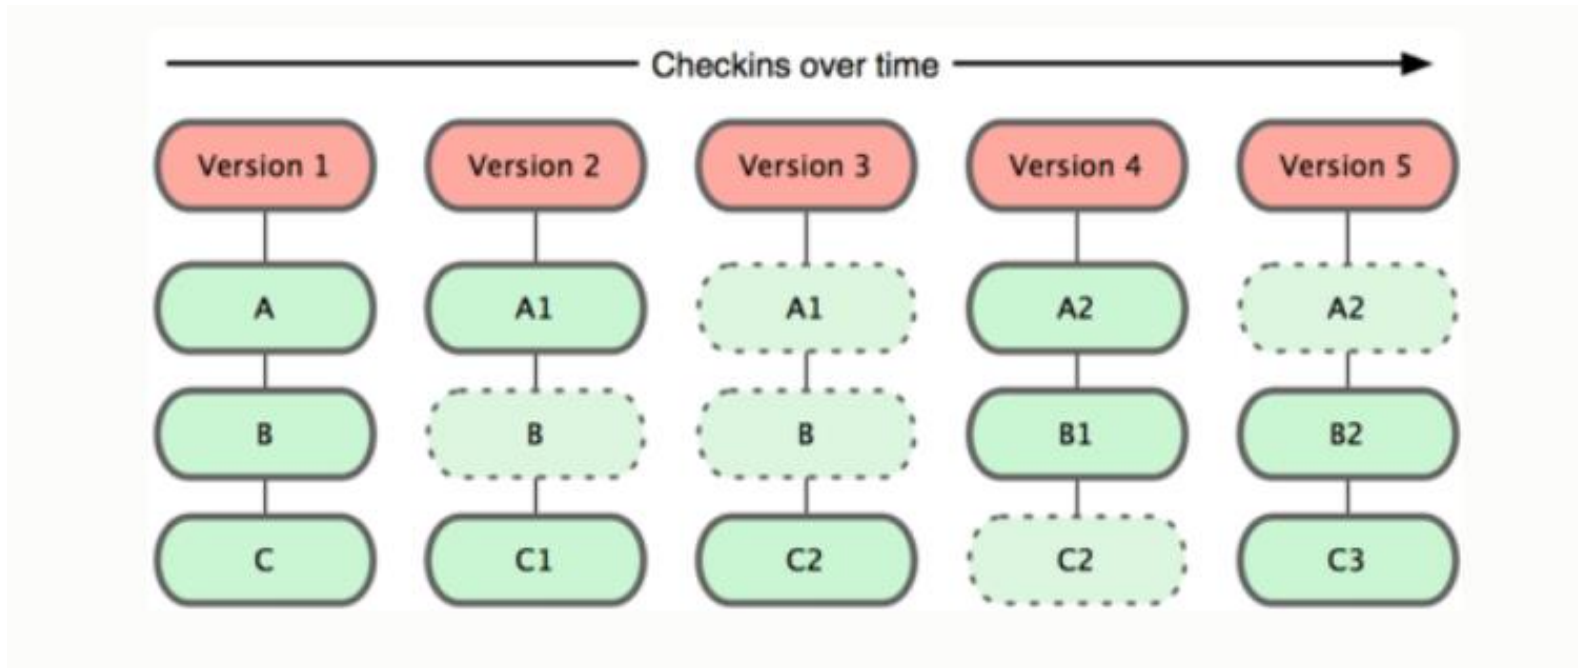 Checkins over time
Version 1 Version 2 Version 3 Version 4 Version 5
A A1 A1 A2 A2
B B B B1 B2
C C1 C2 C2 C3